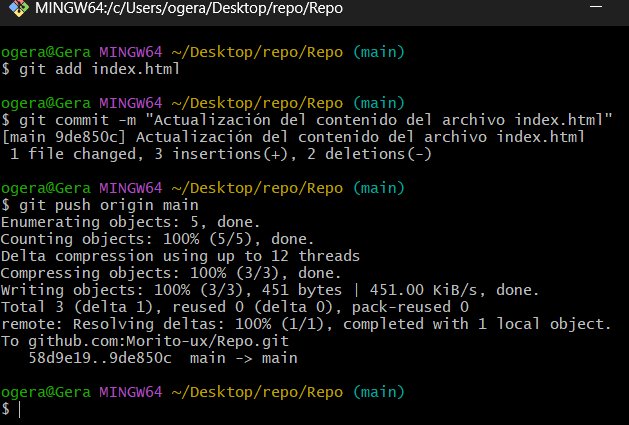 MINGW64:/c/Users/ogera/Desktop/repo/Repo
ogera@Gera MINGW64 ~/Desktop/repo/Repo (main)
$ git add index.html
ogera@Gera MINGW64 ~/Desktop/repo/Repo (main)
$ git commit -m "Actualización del contenido del archivo index.html"
[main 9de850c] Actualización del contenido del archivo index.html
1 file changed, 3 insertions(+), 2 deletions(-)
ogera@Gera MINGW64 ~/Desktop/repo/Repo (main)
$ git push origin main
Enumerating objects: 5, done.
Counting objects: 100% (5/5), done.
Delta compression using up to 12 threads
Compressing objects: 100% (3/3), done.
Writing objects: 100% (3/3), 451 bytes | 451.00 KiB/s, done.
Total 3 (delta 1), reused 0 (delta 0), pack-reused 0
remote: Resolving deltas: 100% (1/1), completed with 1 local object.
To github.com:Morito-ux/Repo.git
58d9e19..9de850c  main -> main
ogera@Gera MINGW64 ~/Desktop/repo/Repo (main)
$